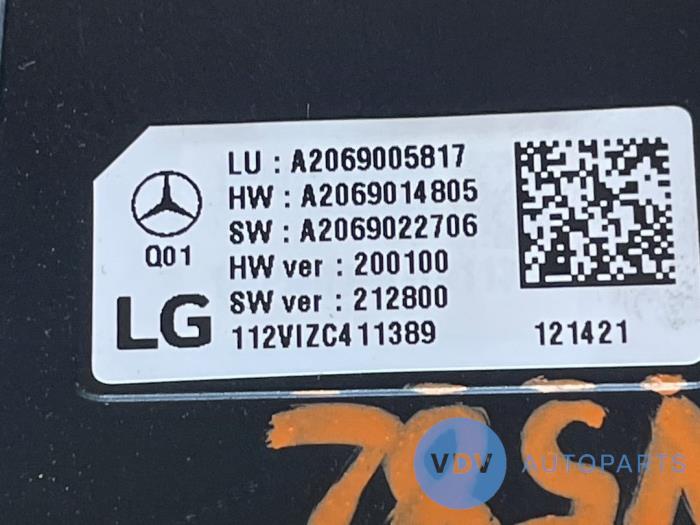 LU : A2069005817
HW : A2069014805
SW : A2069022706
Q01
HW ver : 200100
SW ver : 212800
LG
112VIZC411389 121421
VDV AUTOPARTS